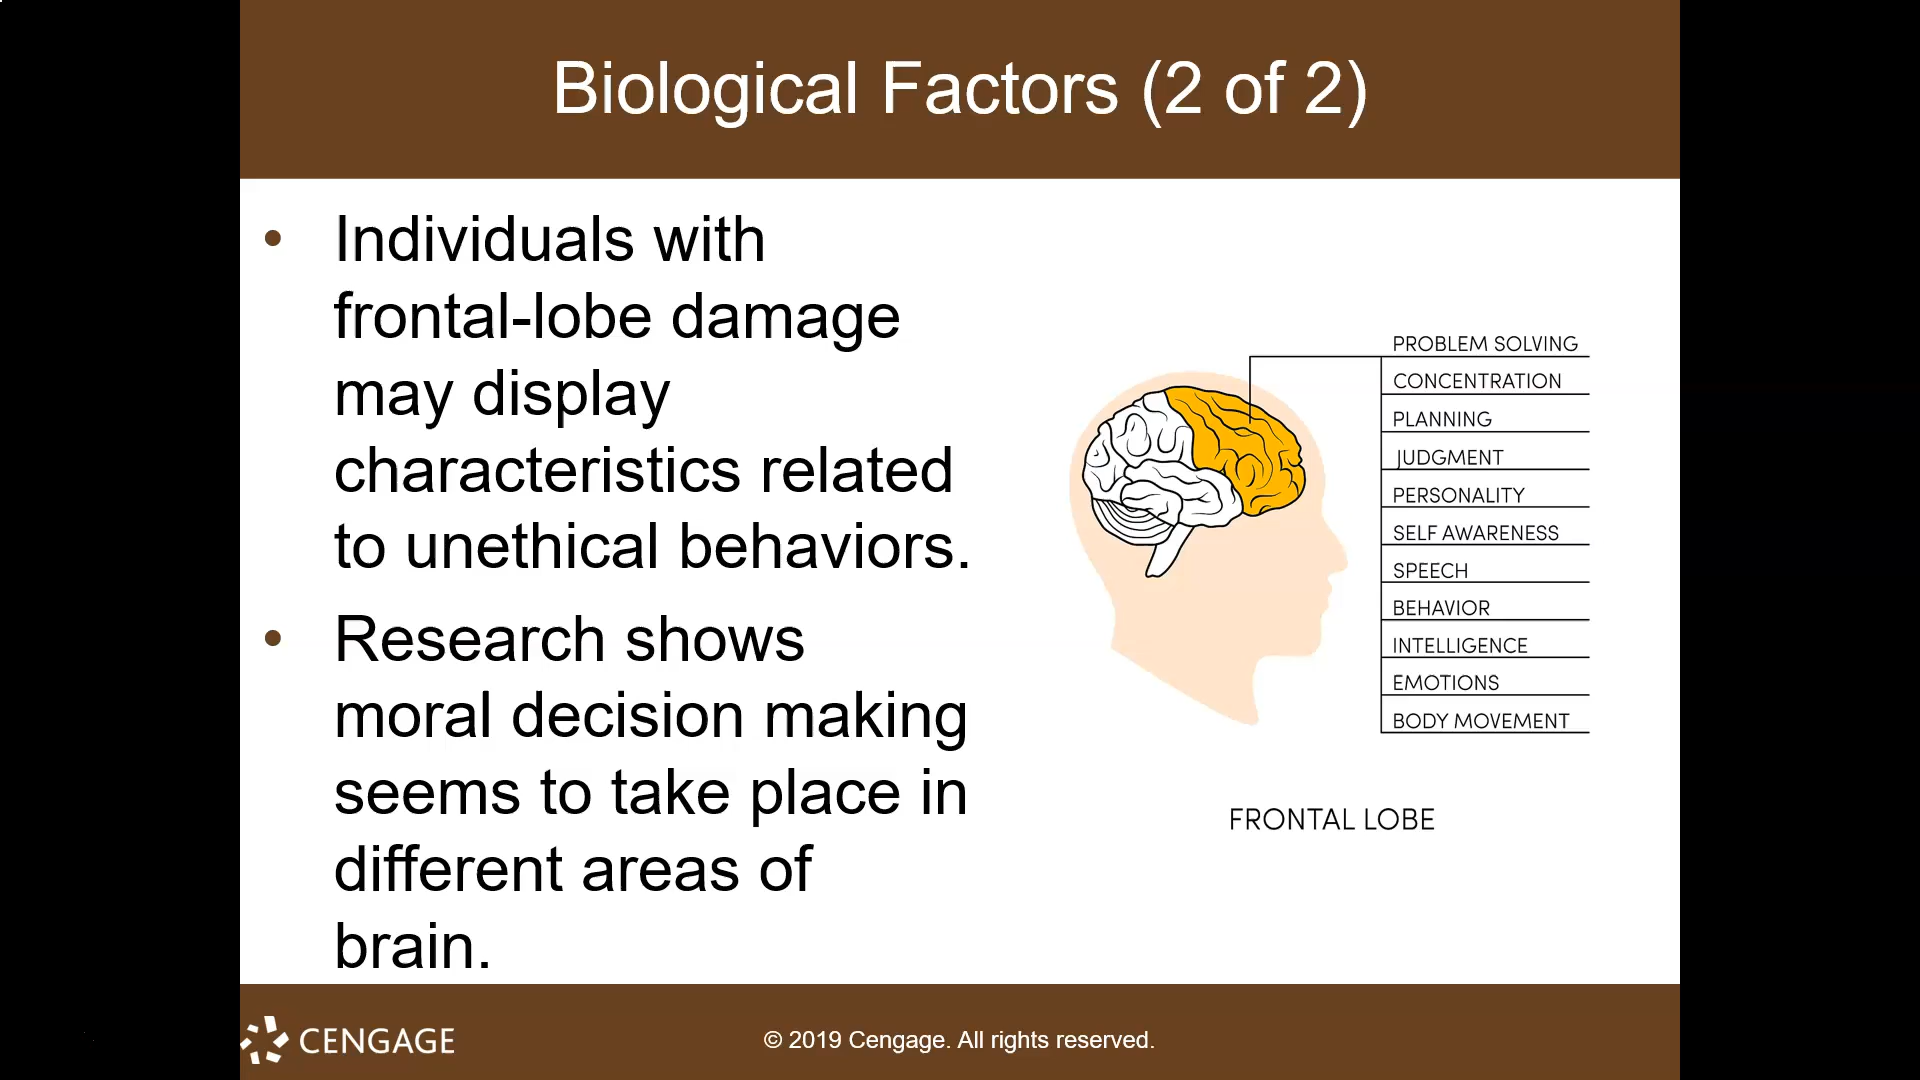 Biological Factors (2 of 2)
• Individuals with
frontal-lobe damage
may display
characteristics related
to unethical behaviors.
• Research shows
moral decision making
seems to take place in
different areas of
brain.
PROBLEM SOLVING
CONCENTRATION
PLANNING
JUDGMENT
PERSONALITY
SELF AWARENESS
SPEECH
BEHAVIOR
INTELLIGENCE
EMOTIONS
BODY MOVEMENT
FRONTAL LOBE
CENGAGE
© 2019 Cengage. All rights reserved.